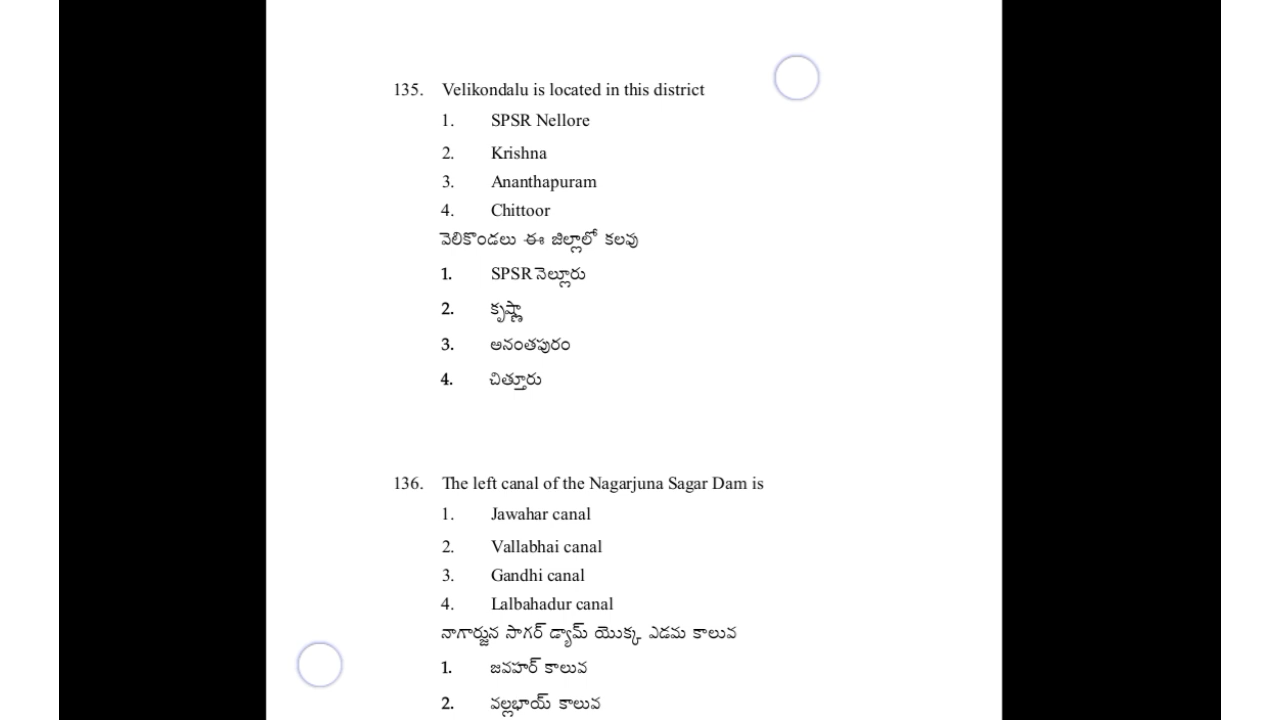 135. Velikondalu is located in this district
1. SPSR Nellore
2. Krishna
3. Ananthapuram
4. Chittoor
వెలికొండలు ఈ జిల్లాలో కలవు
1. SPSR నెల్లూరు
2. కృష్ణా
3. అనంతపురం
4. చిత్తూరు
136. The left canal of the Nagarjuna Sagar Dam is
1. Jawahar canal
2. Vallabhai canal
3. Gandhi canal
4. Lalbahadur canal
నాగార్జున సాగర్ డ్యామ్ యొక్క ఎడమ కాలువ
1. జవహర్ కాలువ
2. వల్లభాయ్ కాలువ